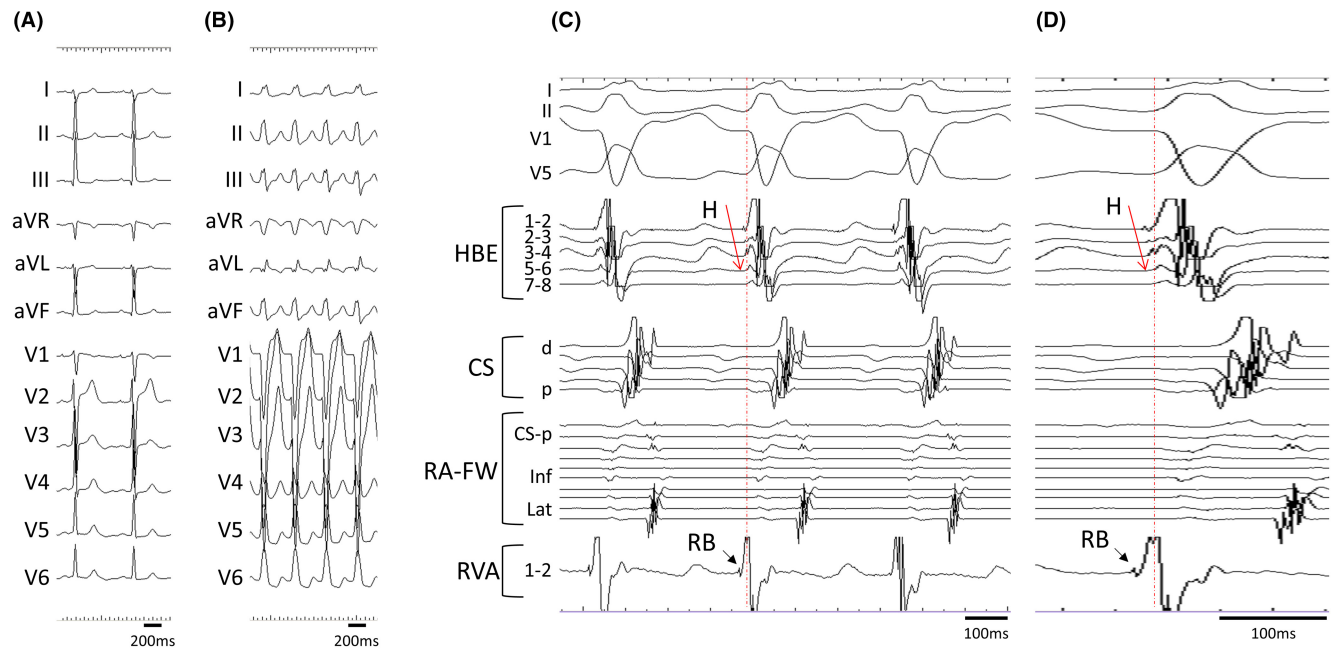 (A)
I
II
III
aVR
aVL
aVF
V1
V2
V3
V4
V5
V6
200ms
(B)
I
II
III
aVR
aVL
aVF
V1
V2
V3
V4
V5
V6
200ms
(C)
I
II
V1
V5
HBE
1-2
2-3
3-4
5-6
7-8
H
CS
d
p
RA-FW
CS-p
Inf
Lat
RVA
1-2
RB
100ms
(D)
H
RB
100ms